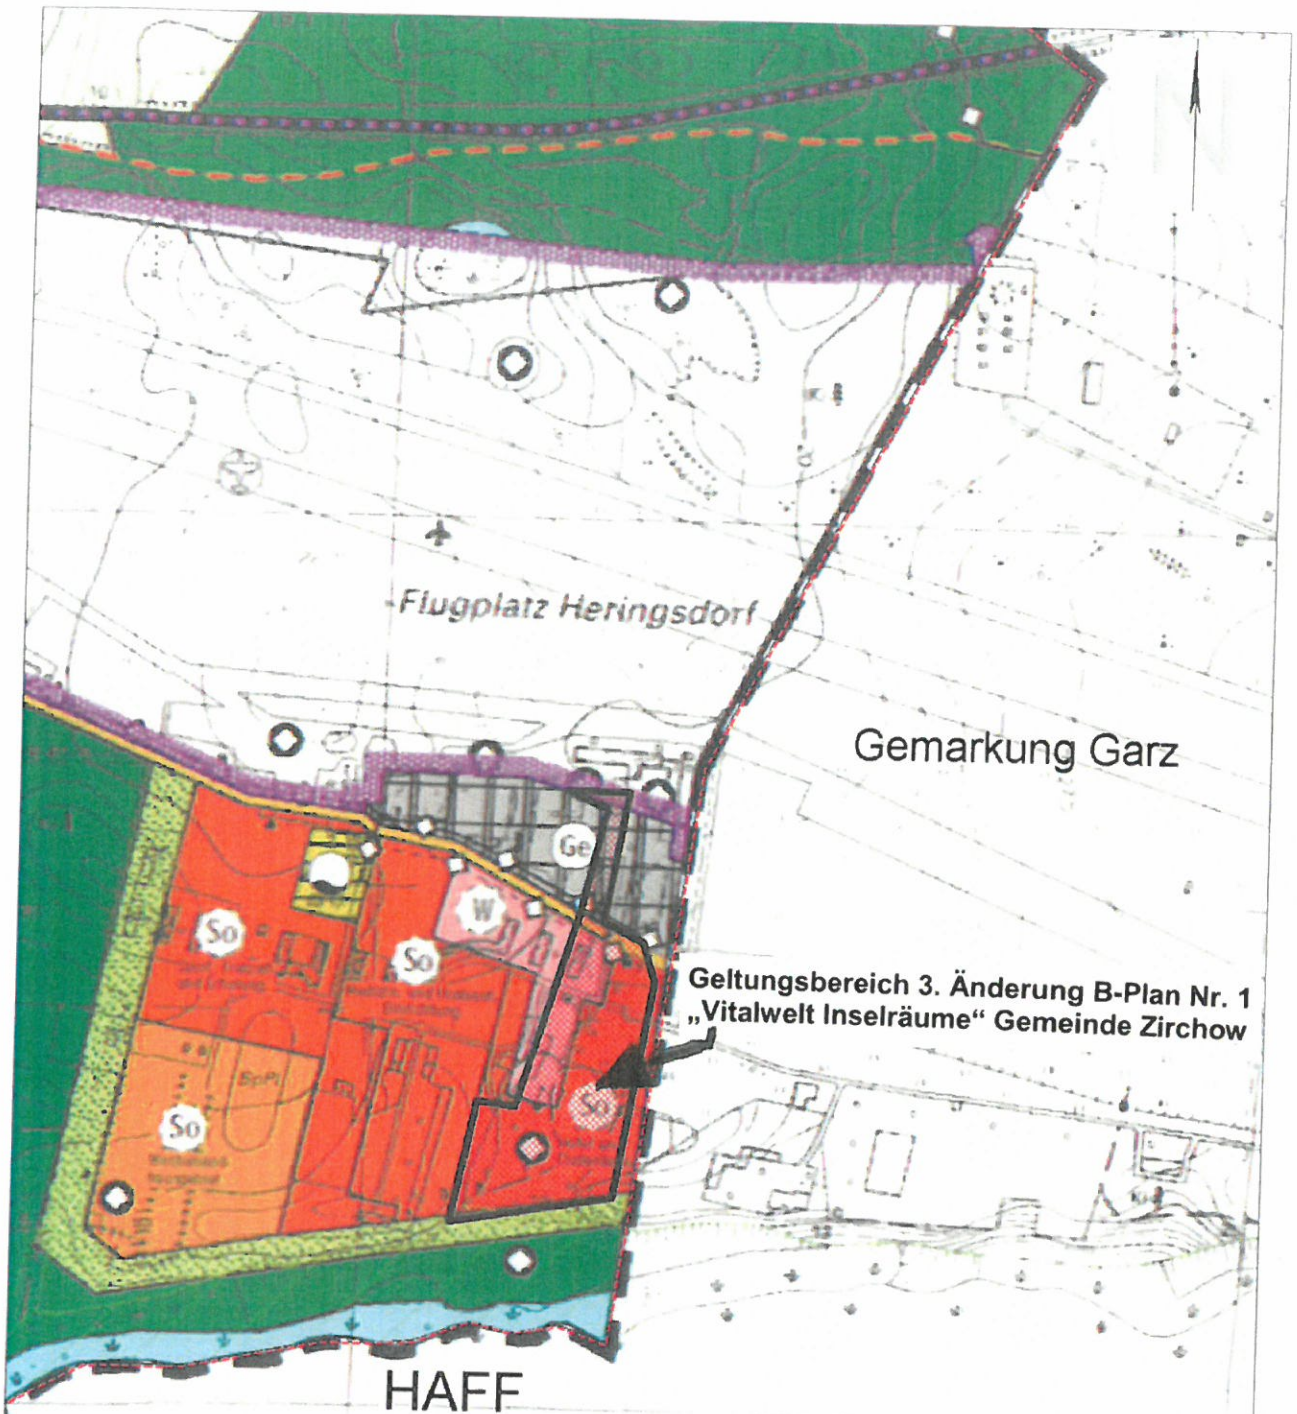 Flugplatz Heringsdorf
Gemarkung Garz
Ge
W
So
So
Geltungsbereich 3. Änderung B-Plan Nr. 1
„Vitalwelt Inselräume“ Gemeinde Zirchow
So
So
HAFF